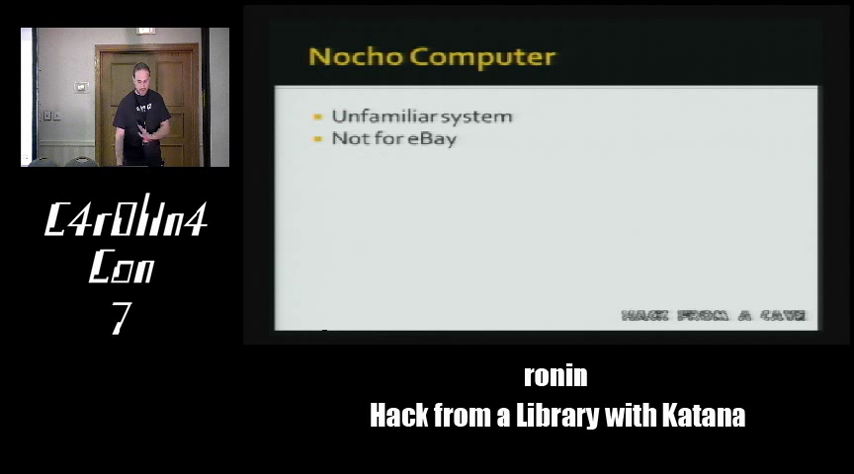 Nocho Computer
Unfamiliar system
Not for eBay
HACK FROM A CAVE
C4r0l1n4
Con
7
ronin
Hack from a Library with Katana